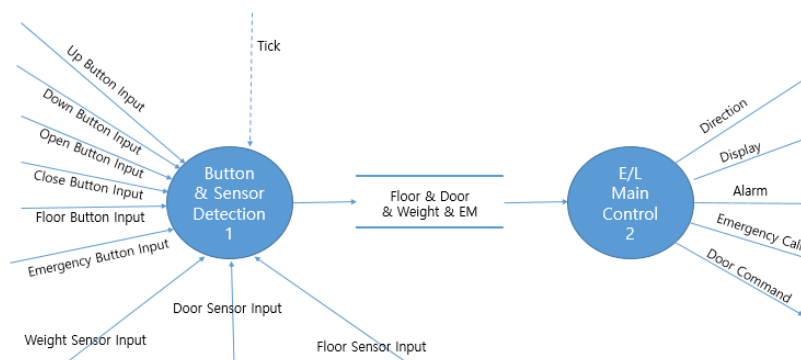 Tick
Up Button Input
Down Button Input
Open Button Input
Close Button Input
Floor Button Input
Emergency Button Input
Weight Sensor Input
Door Sensor Input
Floor Sensor Input
Button
& Sensor
Detection
1
Floor & Door
& Weight & EM
E/L
Main
Control
2
Direction
Display
Alarm
Emergency Call
Door Command